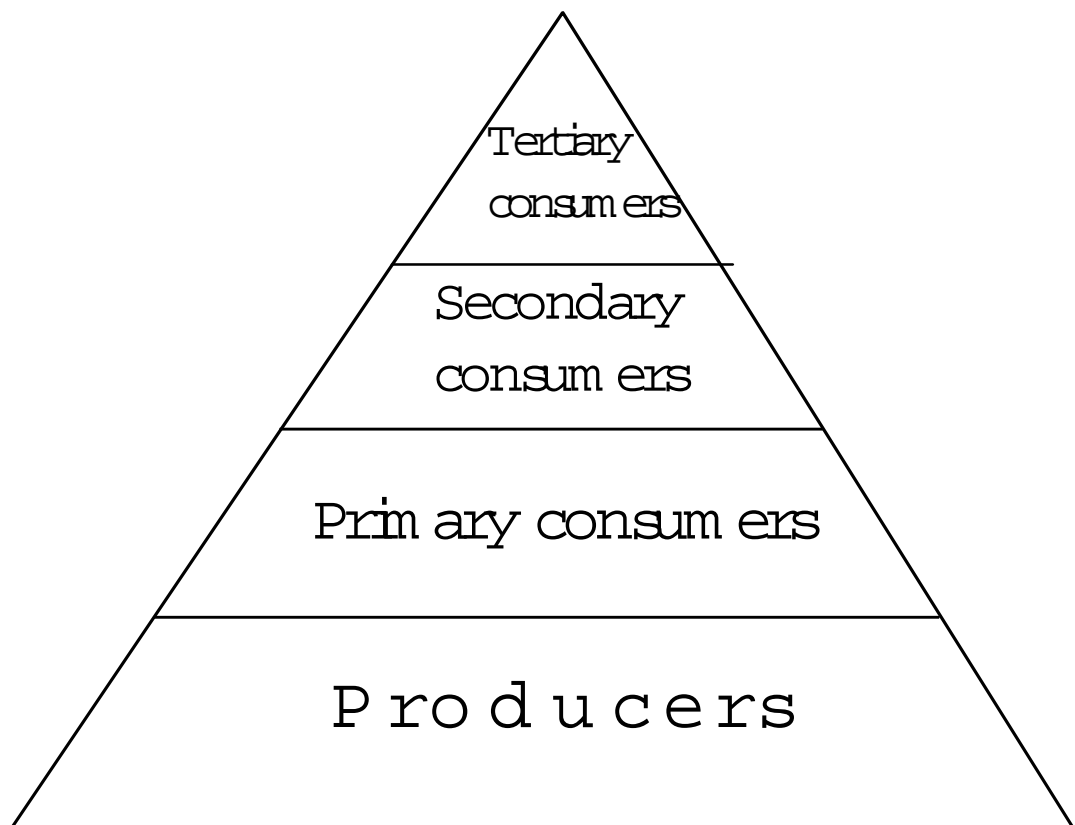 Tertiary
consumers
Secondary
consumers
Primary consumers
Producers